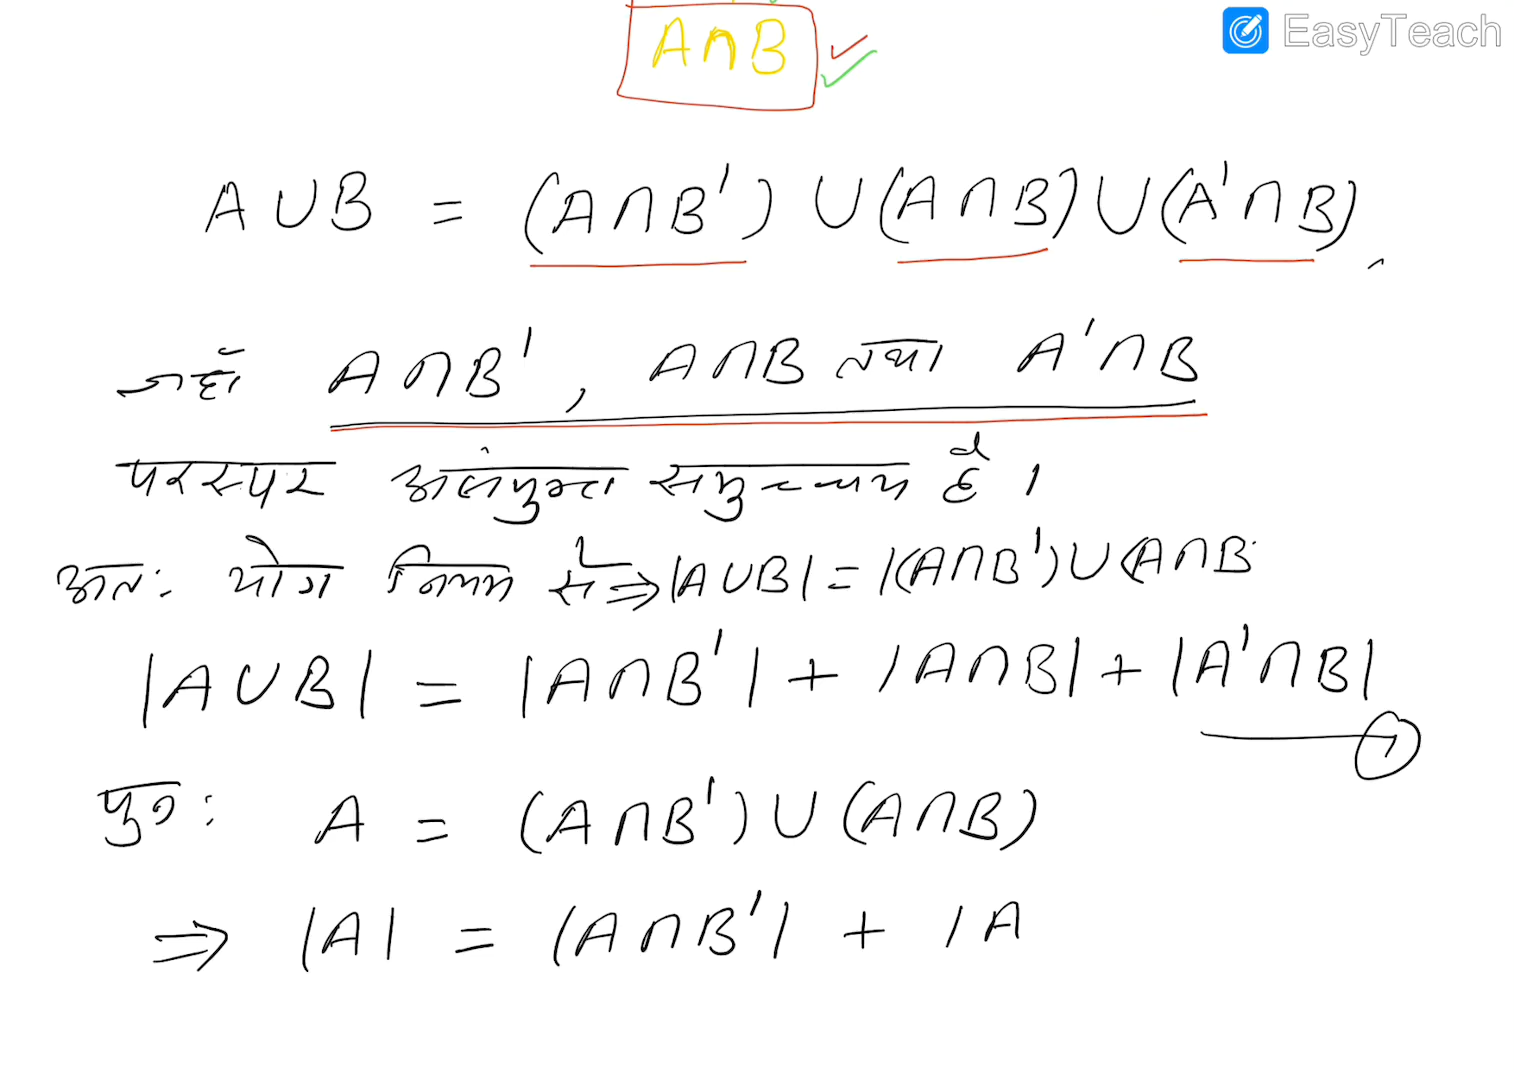 A∩B
EasyTeach
A∪B = (A∩B')∪(A∩B)∪(A'∩B),
जहाँ A∩B', A∩B तथा A'∩B
परस्पर असंयुक्त समुच्चय है ।
अतः योग नियम से ⇒ |A∪B| = |(A∩B')∪(A∩B
|A∪B| = |A∩B'| + |A∩B| + |A'∩B|
1
पुनः A = (A∩B')∪(A∩B)
⇒ |A| = |A∩B'| + |A